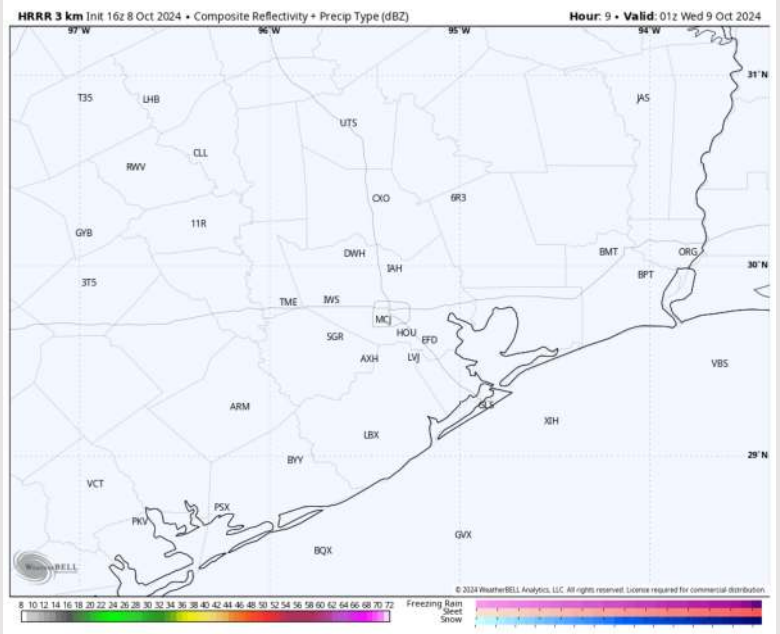 HRRR 3 km Init 16z 8 Oct 2024 • Composite Reflectivity + Precip Type (dBZ) Hour: 9 • Valid: 01z Wed 9 Oct 2024
97°W 96°W 95°W 94°W
31°N
T35 LHB JAS
UTS
CLL
RWV
CXO 6R3
11R
GYB
DWH BMT ORG
IAH 30°N
BPT
3T5
TME IWS
MCJ
SGR HOU EFD
AXH LVJ VBS
ARM GLS
XIH
LBX
BYY 29°N
VCT
PSX
PKV
GVX
BQX
WeatherBELL
© 2024 WeatherBELL Analytics, LLC. All rights reserved. License required for commercial distribution.
8 10 12 14 16 18 20 22 24 26 28 30 32 34 36 38 40 42 44 46 48 50 52 54 56 58 60 62 64 66 68 70 72
Freezing Rain
Sleet
Snow